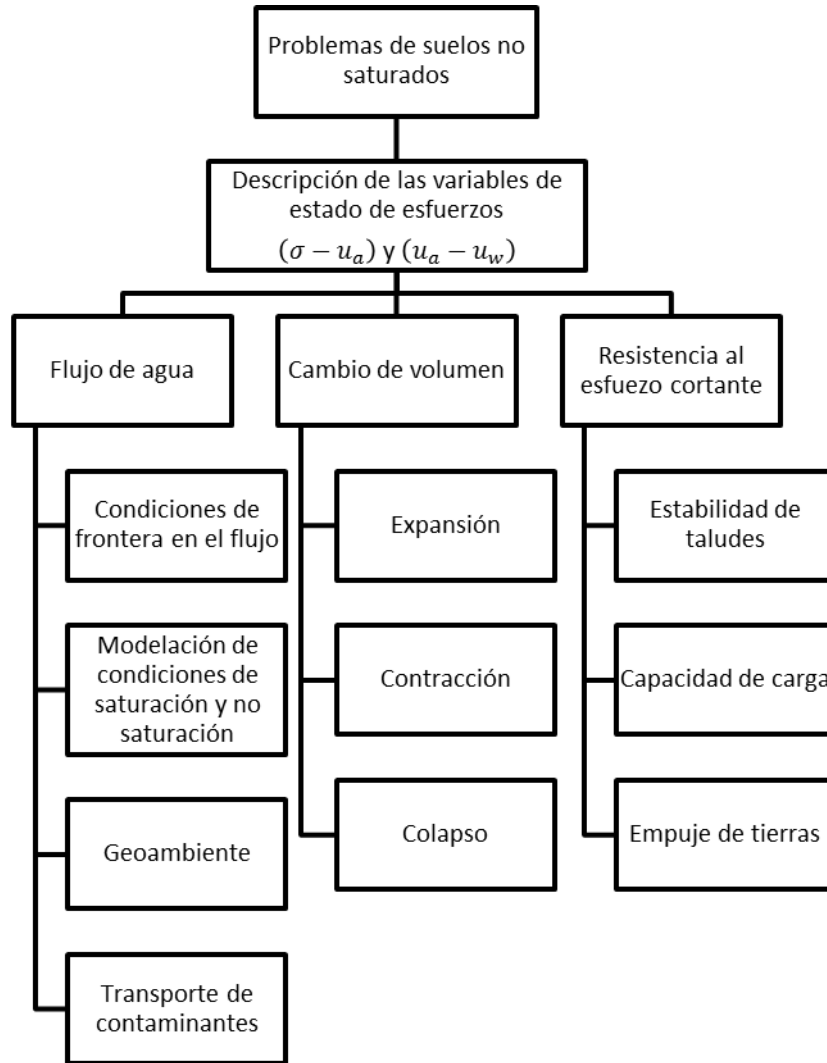 Problemas de suelos no
saturados
Descripción de las variables de
estado de esfuerzos
(σ − uₐ) y (uₐ − u_w)
Flujo de agua
Condiciones de
frontera en el flujo
Modelación de
condiciones de
saturación y no
saturación
Geoambiente
Transporte de
contaminantes
Cambio de volumen
Expansión
Contracción
Colapso
Resistencia al
esfuezo cortante
Estabilidad de
taludes
Capacidad de carga
Empuje de tierras